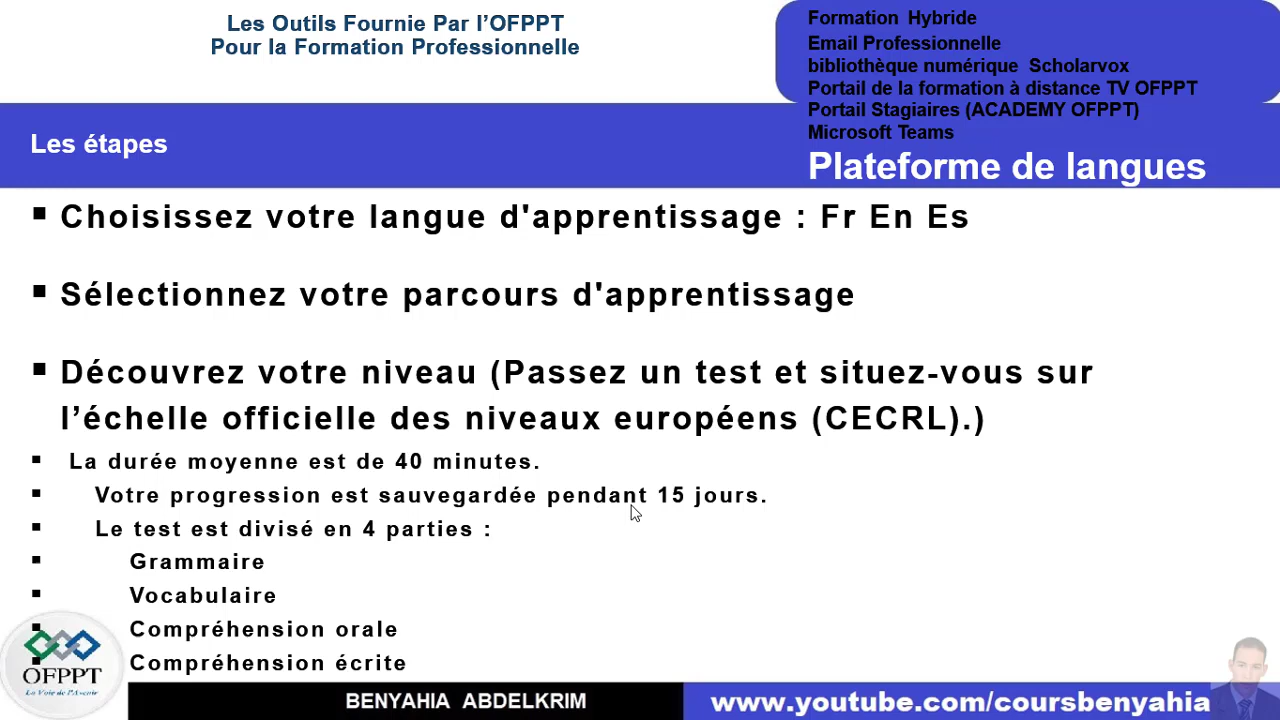 Les Outils Fournie Par l’OFPPT
Pour la Formation Professionnelle
Formation Hybride
Email Professionnelle
bibliothèque numérique Scholarvox
Portail de la formation à distance TV OFPPT
Portail Stagiaires (ACADEMY OFPPT)
Microsoft Teams
Plateforme de langues
Les étapes
▪ Choisissez votre langue d'apprentissage : Fr En Es
▪ Sélectionnez votre parcours d'apprentissage
▪ Découvrez votre niveau (Passez un test et situez-vous sur
l’échelle officielle des niveaux européens (CECRL).)
▪ La durée moyenne est de 40 minutes.
▪ Votre progression est sauvegardée pendant 15 jours.
▪ Le test est divisé en 4 parties :
▪ Grammaire
▪ Vocabulaire
▪ Compréhension orale
▪ Compréhension écrite
OFPPT
La Voie de l'Avenir
BENYAHIA ABDELKRIM
www.youtube.com/coursbenyahia